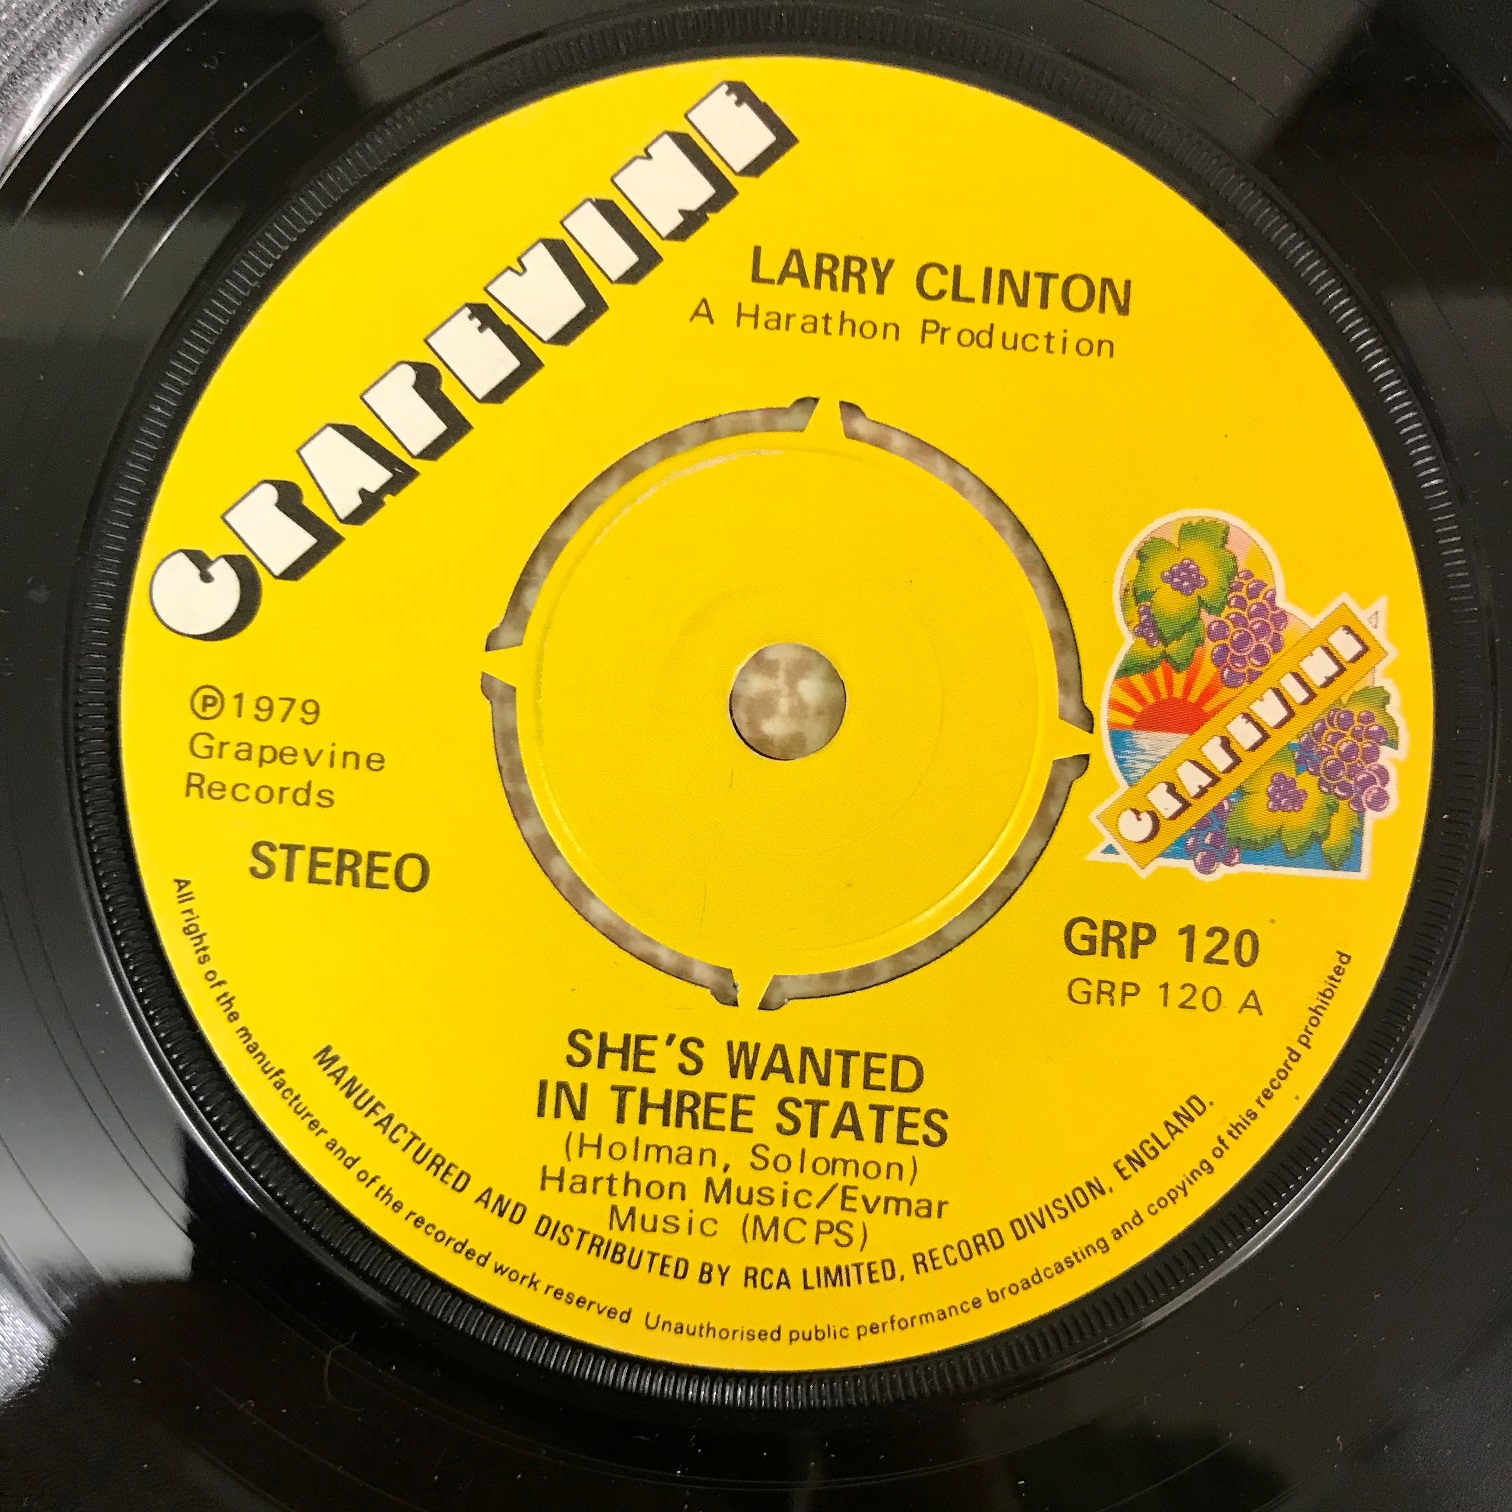 GRAPEVINE
LARRY CLINTON
A Harathon Production
℗1979
Grapevine
Records
STEREO
GRAPEVINE
GRP 120
GRP 120 A
SHE'S WANTED
IN THREE STATES
(Holman, Solomon)
Harthon Music/Evmar
Music (MCPS)
MANUFACTURED AND DISTRIBUTED BY RCA LIMITED, RECORD DIVISION, ENGLAND.
All rights of the manufacturer and of the recorded work reserved Unauthorised public performance broadcasting and copying of this record prohibited